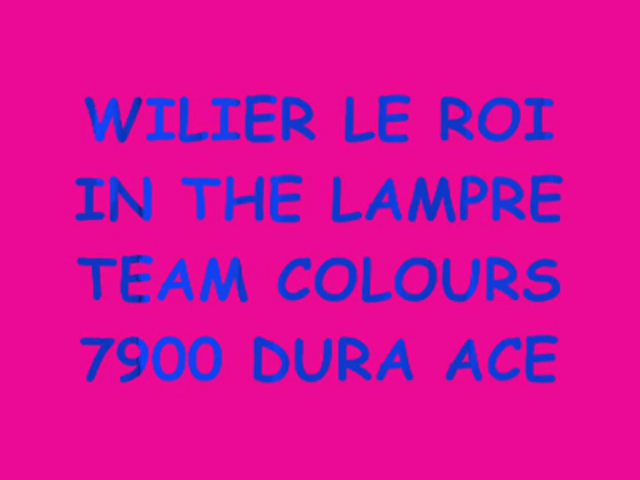 WILIER LE ROI
IN THE LAMPRE
TEAM COLOURS
7900 DURA ACE